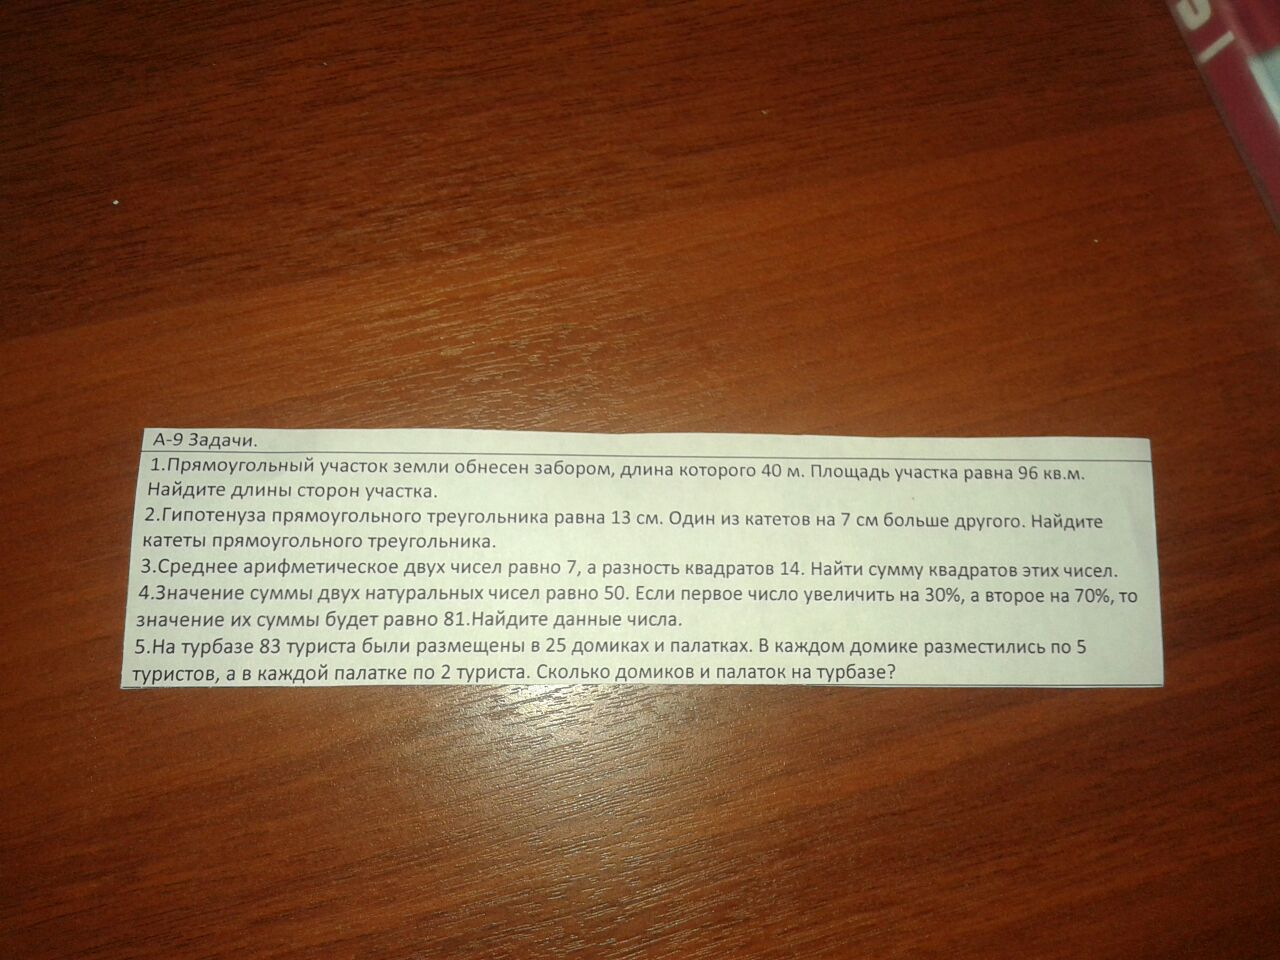 А-9 Задачи.
1.Прямоугольный участок земли обнесен забором, длина которого 40 м. Площадь участка равна 96 кв.м.
Найдите длины сторон участка.
2.Гипотенуза прямоугольного треугольника равна 13 см. Один из катетов на 7 см больше другого. Найдите
катеты прямоугольного треугольника.
3.Среднее арифметическое двух чисел равно 7, а разность квадратов 14. Найти сумму квадратов этих чисел.
4.Значение суммы двух натуральных чисел равно 50. Если первое число увеличить на 30%, а второе на 70%, то
значение их суммы будет равно 81.Найдите данные числа.
5.На турбазе 83 туриста были размещены в 25 домиках и палатках. В каждом домике разместились по 5
туристов, а в каждой палатке по 2 туриста. Сколько домиков и палаток на турбазе?